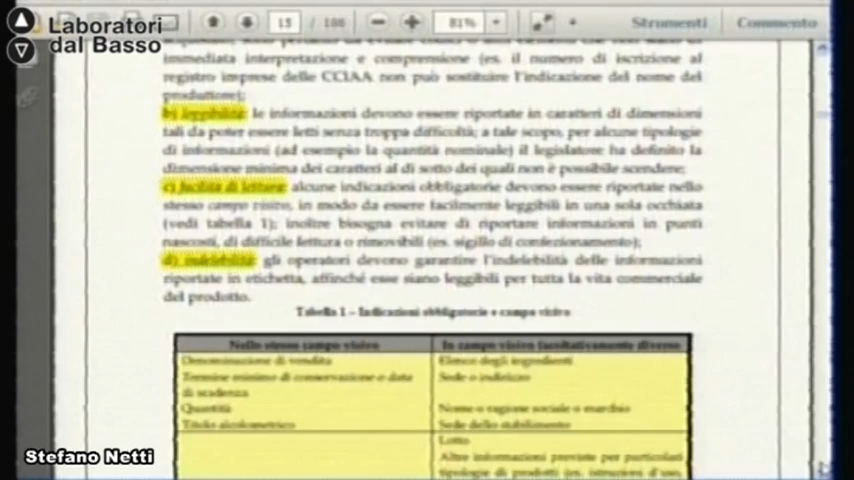 Laboratori
dal Basso
15 / 100
81%
Strumenti
Commento
immediata interpretazione e comprensione (es. il numero di iscrizione al
registro imprese delle CCIAA non può sostituire l'indicazione del nome del
produttore);
b) leggibilità: le informazioni devono essere riportate in caratteri di dimensioni
tali da poter essere letti senza troppa difficoltà; a tale scopo, per alcune tipologie
di informazioni (ad esempio la quantità nominale) il legislatore ha definito la
dimensione minima dei caratteri al di sotto dei quali non è possibile scendere;
c) facilità di lettura: alcune indicazioni obbligatorie devono essere riportate nello
stesso campo visivo, in modo da essere facilmente leggibili in una sola occhiata
(vedi tabella 1); inoltre bisogna evitare di riportare informazioni in punti
nascosti, di difficile lettura o rimovibili (es. sigillo di confezionamento);
d) indelebilità: gli operatori devono garantire l'indelebilità delle informazioni
riportate in etichetta, affinché esse siano leggibili per tutta la vita commerciale
del prodotto.
Tabella 1 – Indicazioni obbligatorie e campo visivo
Nello stesso campo visivo
In campo visivo facoltativamente diverso
Denominazione di vendita
Elenco degli ingredienti
Termine minimo di conservazione o data
di scadenza
Sede o indirizzo
Quantità
Nome o ragione sociale o marchio
Titolo alcolometrico
Sede dello stabilimento
Lotto
Altre informazioni previste per particolari
tipologie di prodotti (es. istruzioni d'uso,
Stefano Netti